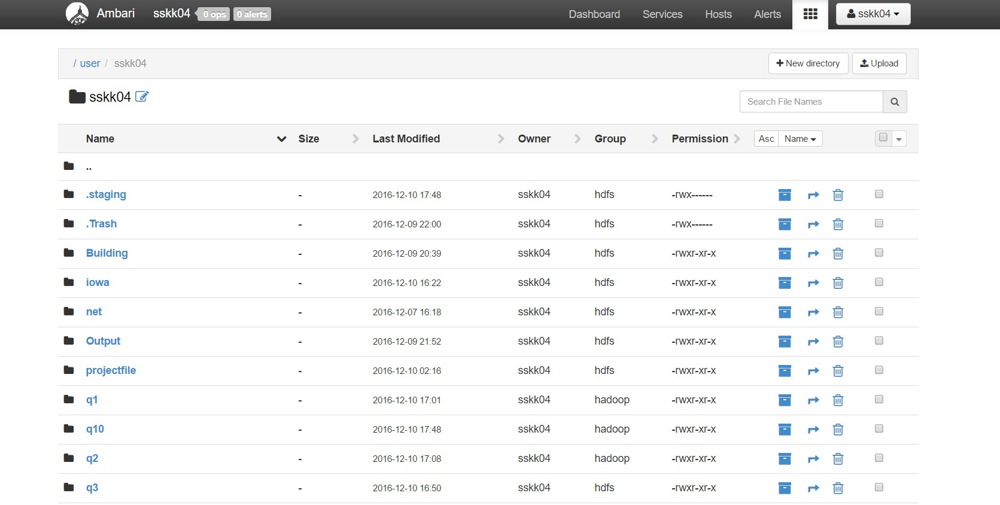 Ambari sskk04 0 ops 0 alerts Dashboard Services Hosts Alerts sskk04
/ user / sskk04 New directory Upload
sskk04 Search File Names
Name Size Last Modified Owner Group Permission Asc Name
..
.staging - 2016-12-10 17:48 sskk04 hdfs -rwx------
.Trash - 2016-12-09 22:00 sskk04 hdfs -rwx------
Building - 2016-12-09 20:39 sskk04 hdfs -rwxr-xr-x
iowa - 2016-12-10 16:22 sskk04 hdfs -rwxr-xr-x
net - 2016-12-07 16:18 sskk04 hdfs -rwxr-xr-x
Output - 2016-12-09 21:52 sskk04 hdfs -rwxr-xr-x
projectfile - 2016-12-10 02:16 sskk04 hdfs -rwxr-xr-x
q1 - 2016-12-10 17:01 sskk04 hadoop -rwxr-xr-x
q10 - 2016-12-10 17:48 sskk04 hadoop -rwxr-xr-x
q2 - 2016-12-10 17:08 sskk04 hadoop -rwxr-xr-x
q3 - 2016-12-10 16:50 sskk04 hdfs -rwxr-xr-x